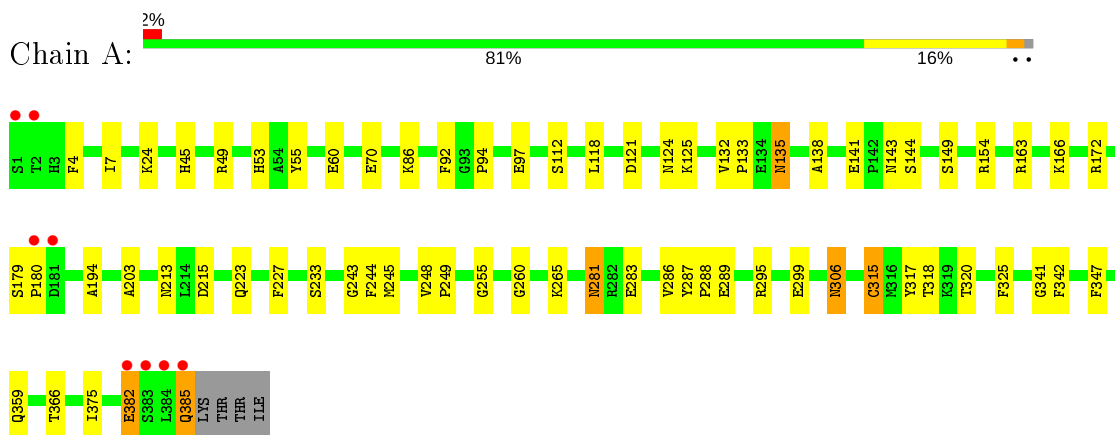 2%
Chain A:
81% 16% • •
S1 T2 H3 F4 I7 K24 H45 R49 H53 A54 Y55 E60 E70 K86 F92 G93 P94 E97 S112 L118 D121 N124 K125 V132 P133 E134 N135 A138 E141 P142 N143 S144 S149 R154 R163 K166 R172
S179 P180 D181 A194 A203 N213 L214 D215 Q223 F227 S233 G243 F244 M245 V248 P249 G255 G260 K265 N281 R282 E283 V286 Y287 P288 E289 R295 E299 N306 C315 M316 Y317 T318 K319 T320 F325 G341 F342 F347
Q359 T366 I375 E382 S383 L384 Q385 LYS THR THR ILE